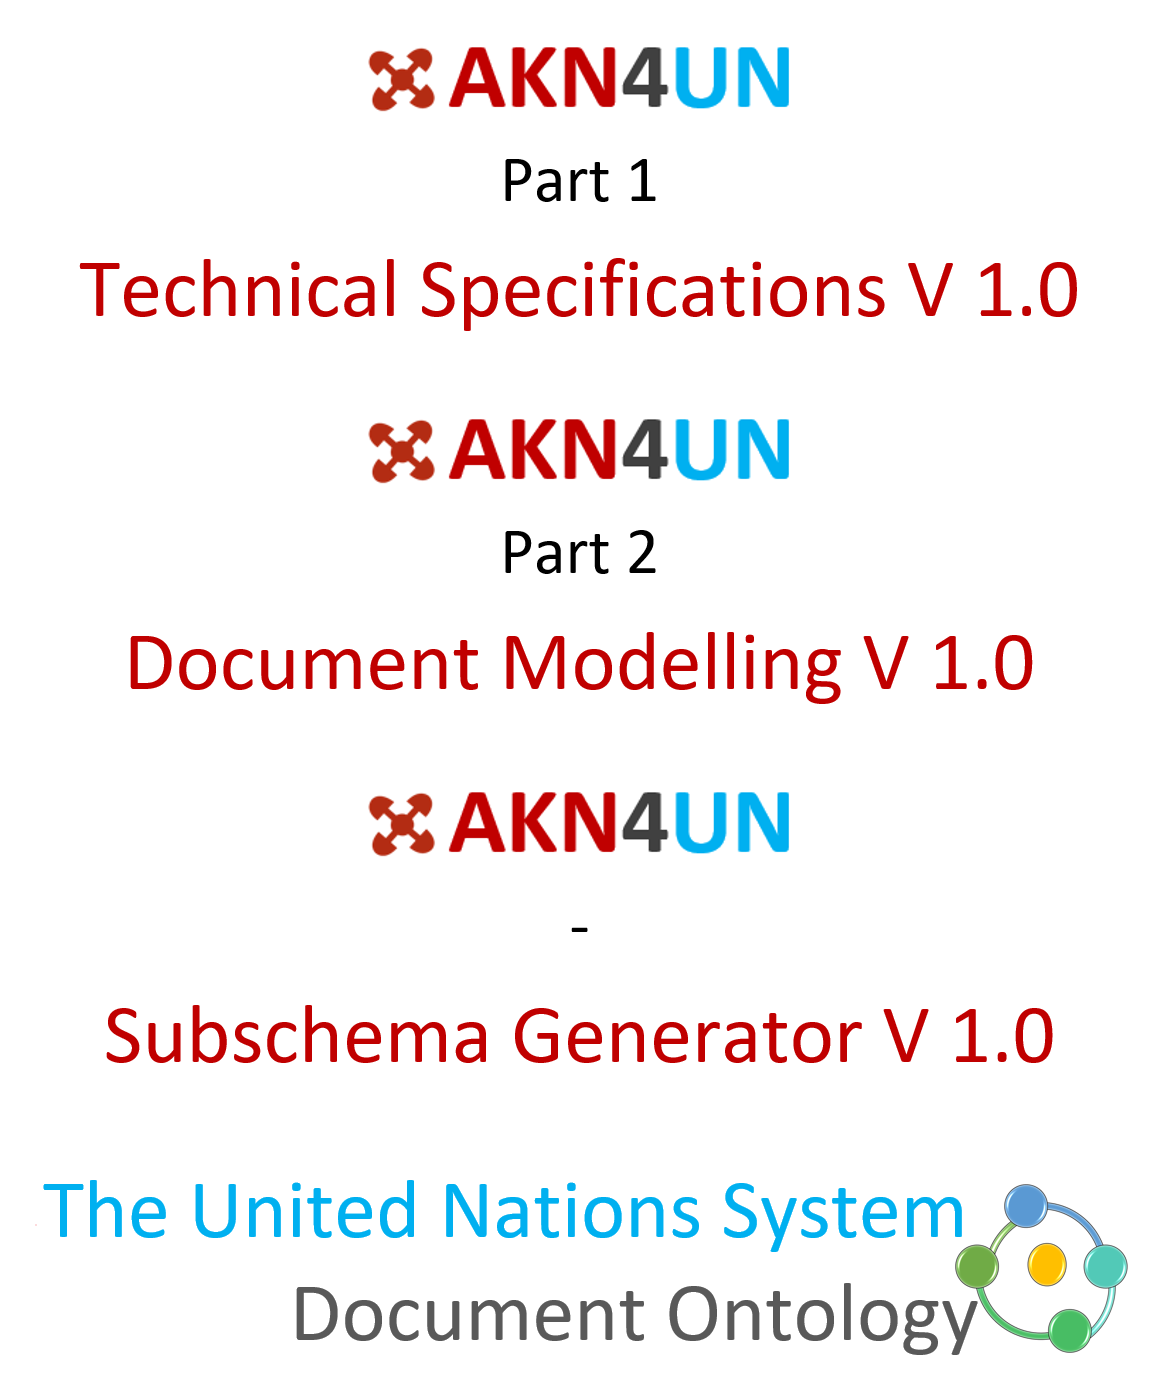 AKN4UN
Part 1
Technical Specifications V 1.0
AKN4UN
Part 2
Document Modelling V 1.0
AKN4UN
-
Subschema Generator V 1.0
The United Nations System
Document Ontology